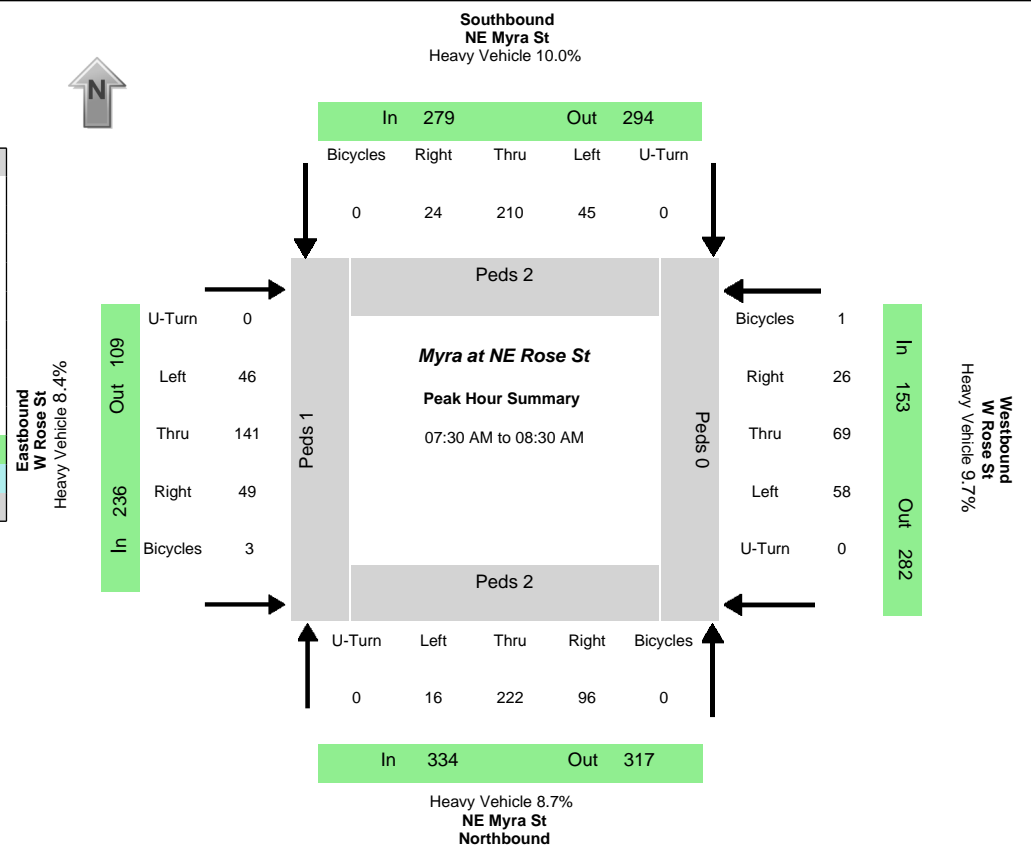 Southbound
NE Myra St
Heavy Vehicle 10.0%
N
In 279 Out 294
Bicycles Right Thru Left U-Turn
0 24 210 45 0
Peds 2
Eastbound
W Rose St
Heavy Vehicle 8.4%
Out 109
In 236
U-Turn 0
Left 46
Thru 141
Right 49
Bicycles 3
Peds 1
Myra at NE Rose St
Peak Hour Summary
07:30 AM to 08:30 AM
Peds 0
Bicycles 1
Right 26
Thru 69
Left 58
U-Turn 0
In 153
Out 282
Westbound
W Rose St
Heavy Vehicle 9.7%
Peds 2
U-Turn Left Thru Right Bicycles
0 16 222 96 0
In 334 Out 317
Heavy Vehicle 8.7%
NE Myra St
Northbound